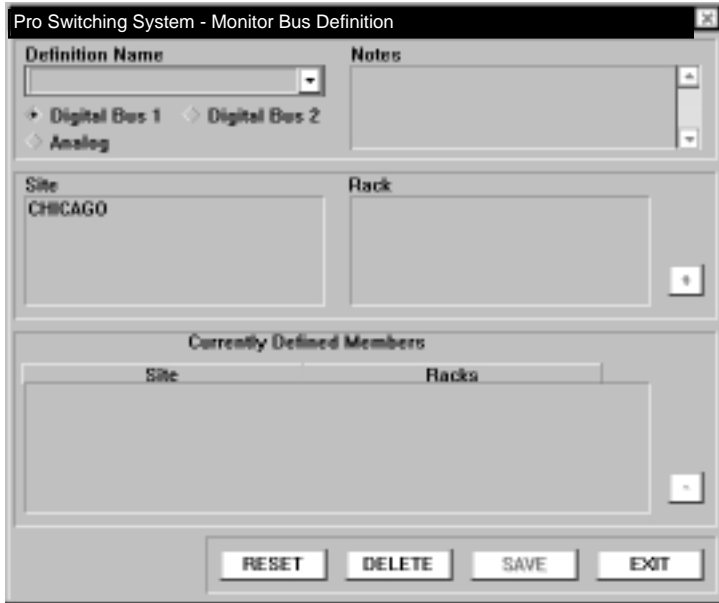 Pro Switching System - Monitor Bus Definition
Definition Name
Notes
Digital Bus 1
Digital Bus 2
Analog
Site
Rack
CHICAGO
+
Currently Defined Members
Site
Racks
-
RESET
DELETE
SAVE
EXIT